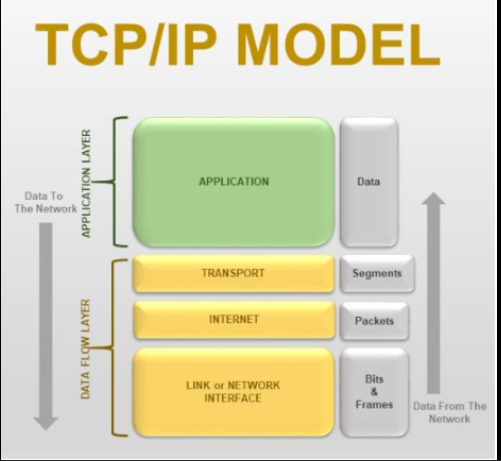 TCP/IP MODEL
APPLICATION LAYER
APPLICATION
Data
Data To
The Network
TRANSPORT
Segments
DATA FLOW LAYER
INTERNET
Packets
LINK or NETWORK
INTERFACE
Bits
&
Frames
Data From The
Network